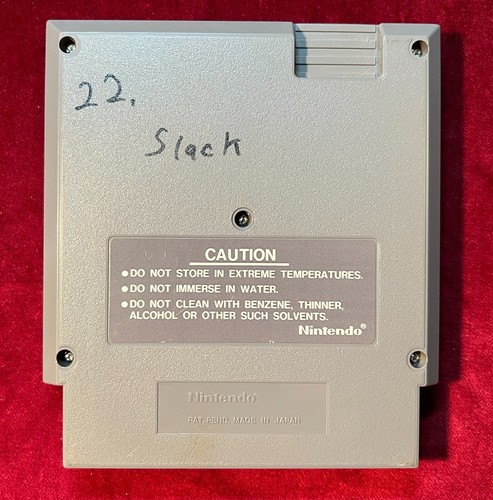 22.
Slack
CAUTION
●DO NOT STORE IN EXTREME TEMPERATURES.
●DO NOT IMMERSE IN WATER.
●DO NOT CLEAN WITH BENZENE, THINNER,
ALCOHOL OR OTHER SUCH SOLVENTS.
Nintendo®
Nintendo®
PAT. PEND. MADE IN JAPAN